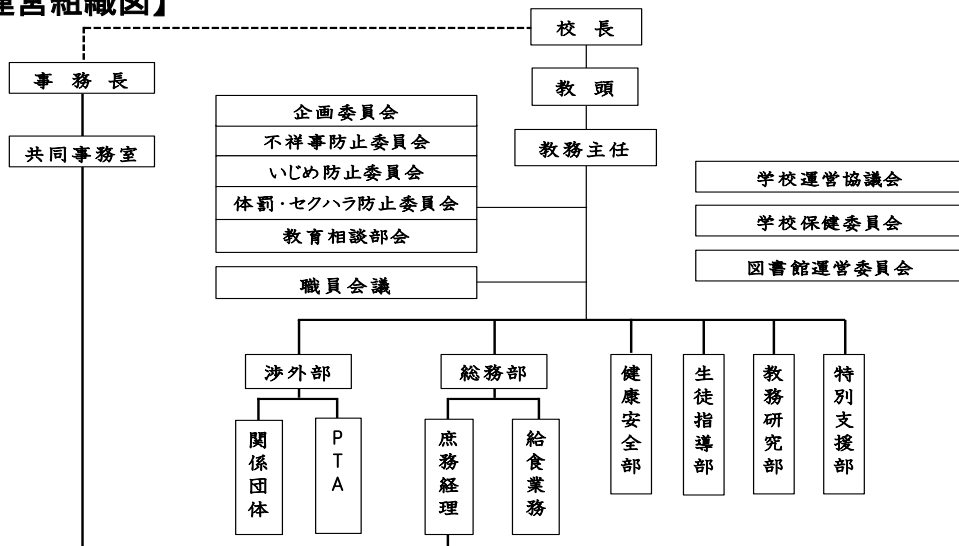 運営組織図】
校長
事務長
教頭
企画委員会
不祥事防止委員会
教務主任
共同事務室
いじめ防止委員会
学校運営協議会
体罰・セクハラ防止委員会
学校保健委員会
教育相談部会
図書館運営委員会
職員会議
渉外部
総務部
健康安全部
生徒指導部
教務研究部
特別支援部
関係団体
PTA
庶務経理
給食業務